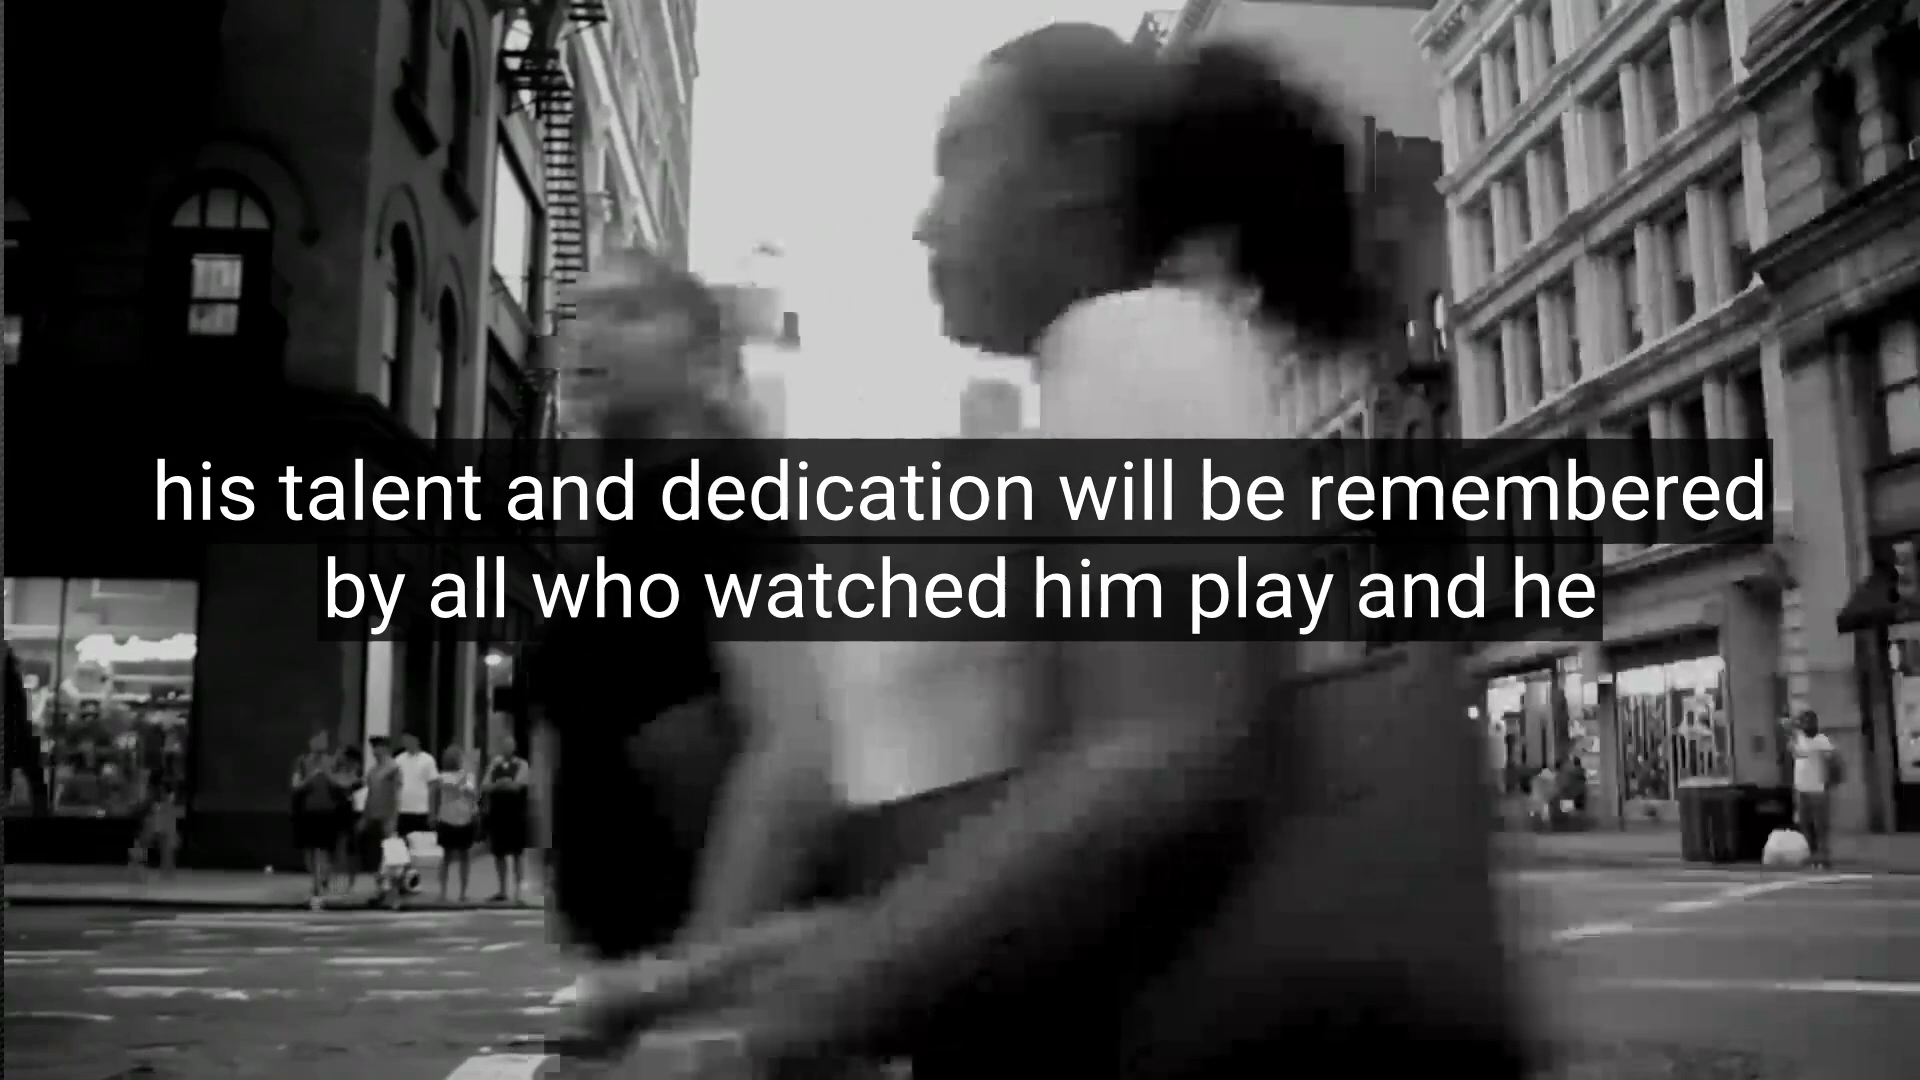 his talent and dedication will be remembered
by all who watched him play and he